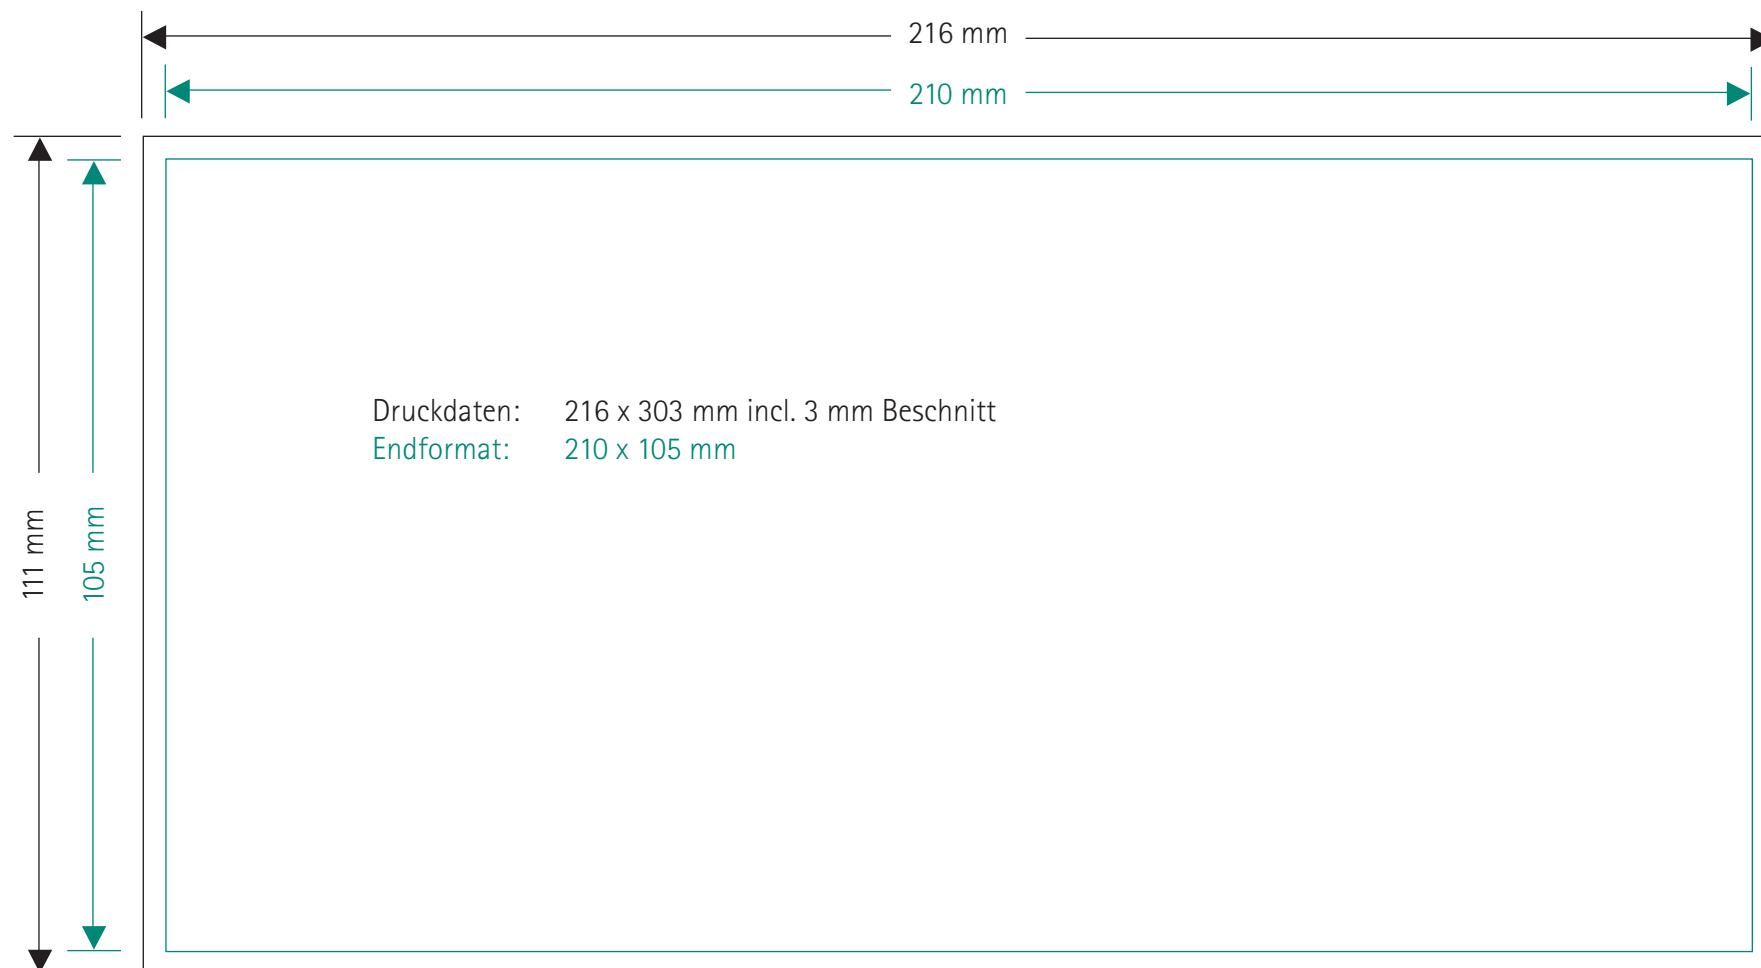 216 mm
210 mm
Druckdaten: 216 x 303 mm incl. 3 mm Beschnitt
Endformat: 210 x 105 mm
111 mm
105 mm